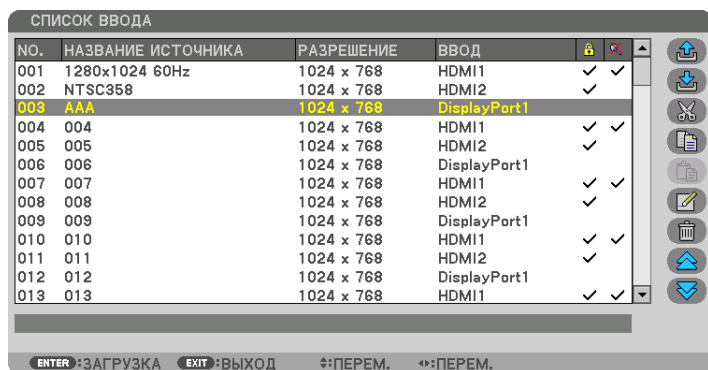 СПИСОК ВВОДА
NO. НАЗВАНИЕ ИСТОЧНИКА РАЗРЕШЕНИЕ ВВОД
001 1280x1024 60Hz 1024 x 768 HDMI1
002 NTSC358 1024 x 768 HDMI2
003 AAA 1024 x 768 DisplayPort1
004 004 1024 x 768 HDMI1
005 005 1024 x 768 HDMI2
006 006 1024 x 768 DisplayPort1
007 007 1024 x 768 HDMI1
008 008 1024 x 768 HDMI2
009 009 1024 x 768 DisplayPort1
010 010 1024 x 768 HDMI1
011 011 1024 x 768 HDMI2
012 012 1024 x 768 DisplayPort1
013 013 1024 x 768 HDMI1
ENTER :ЗАГРУЗКА EXIT :ВЫХОД :ПЕРЕМ. :ПЕРЕМ.